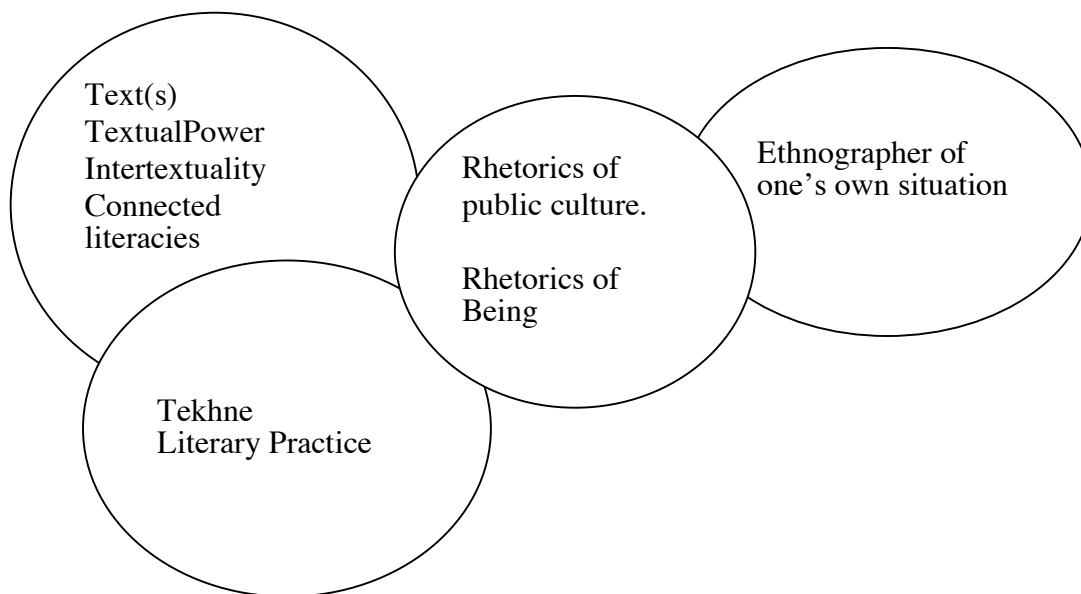 Text(s)
TextualPower
Intertextuality
Connected
literacies
Rhetorics of
public culture.
Rhetorics of
Being
Ethnographer of
one’s own situation
Tekhne
Literary Practice